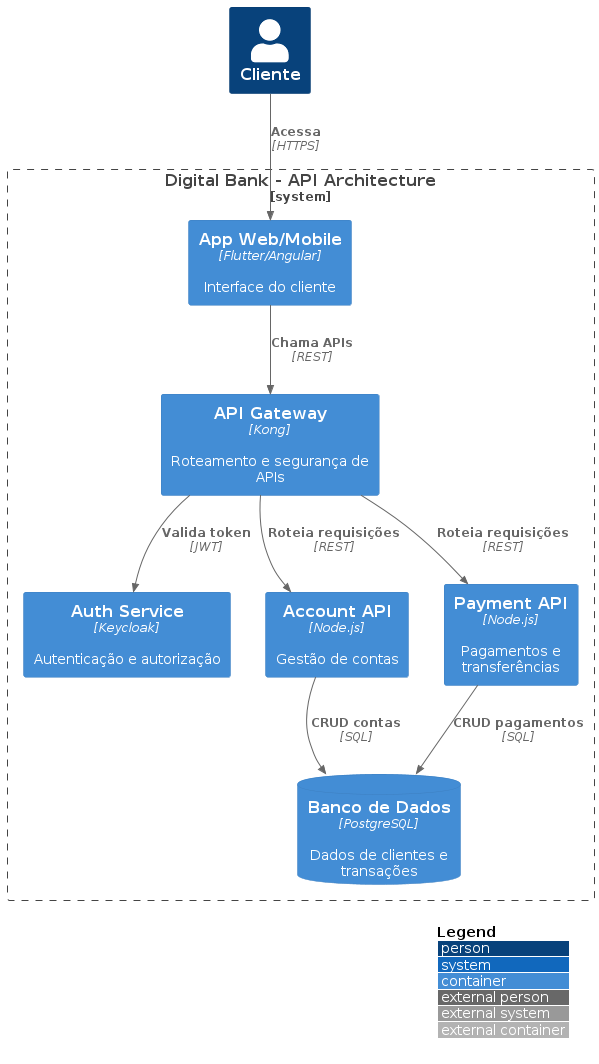 Cliente
Acessa
[HTTPS]
Digital Bank - API Architecture
[system]
App Web/Mobile
[Flutter/Angular]
Interface do cliente
Chama APIs
[REST]
API Gateway
[Kong]
Roteamento e segurança de
APIs
Valida token
[JWT]
Roteia requisições
[REST]
Roteia requisições
[REST]
Auth Service
[Keycloak]
Autenticação e autorização
Account API
[Node.js]
Gestão de contas
Payment API
[Node.js]
Pagamentos e
transferências
CRUD contas
[SQL]
CRUD pagamentos
[SQL]
Banco de Dados
[PostgreSQL]
Dados de clientes e
transações
Legend
person
system
container
external person
external system
external container